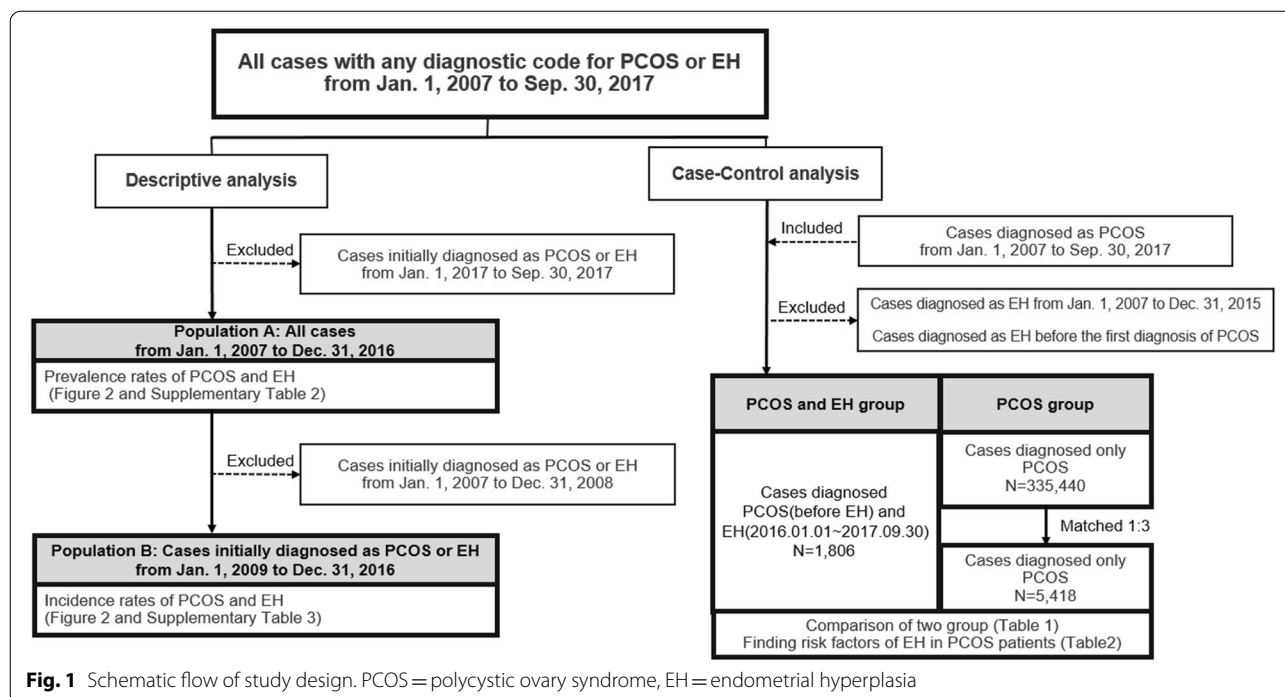 All cases with any diagnostic code for PCOS or EH
from Jan. 1, 2007 to Sep. 30, 2017
Descriptive analysis
Excluded
Cases initially diagnosed as PCOS or EH
from Jan. 1, 2017 to Sep. 30, 2017
Population A: All cases
from Jan. 1, 2007 to Dec. 31, 2016
Prevalence rates of PCOS and EH
(Figure 2 and Supplementary Table 2)
Excluded
Cases initially diagnosed as PCOS or EH
from Jan. 1, 2007 to Dec. 31, 2008
Population B: Cases initially diagnosed as PCOS or EH
from Jan. 1, 2009 to Dec. 31, 2016
Incidence rates of PCOS and EH
(Figure 2 and Supplementary Table 3)
Case-Control analysis
Included
Cases diagnosed as PCOS
from Jan. 1, 2007 to Sep. 30, 2017
Excluded
Cases diagnosed as EH from Jan. 1, 2007 to Dec. 31, 2015
Cases diagnosed as EH before the first diagnosis of PCOS
PCOS and EH group
Cases diagnosed
PCOS(before EH) and
EH(2016.01.01~2017.09.30)
N=1,806
PCOS group
Cases diagnosed only
PCOS
N=335,440
Matched 1:3
Cases diagnosed only
PCOS
N=5,418
Comparison of two group (Table 1)
Finding risk factors of EH in PCOS patients (Table2)
Fig. 1 Schematic flow of study design. PCOS = polycystic ovary syndrome, EH = endometrial hyperplasia